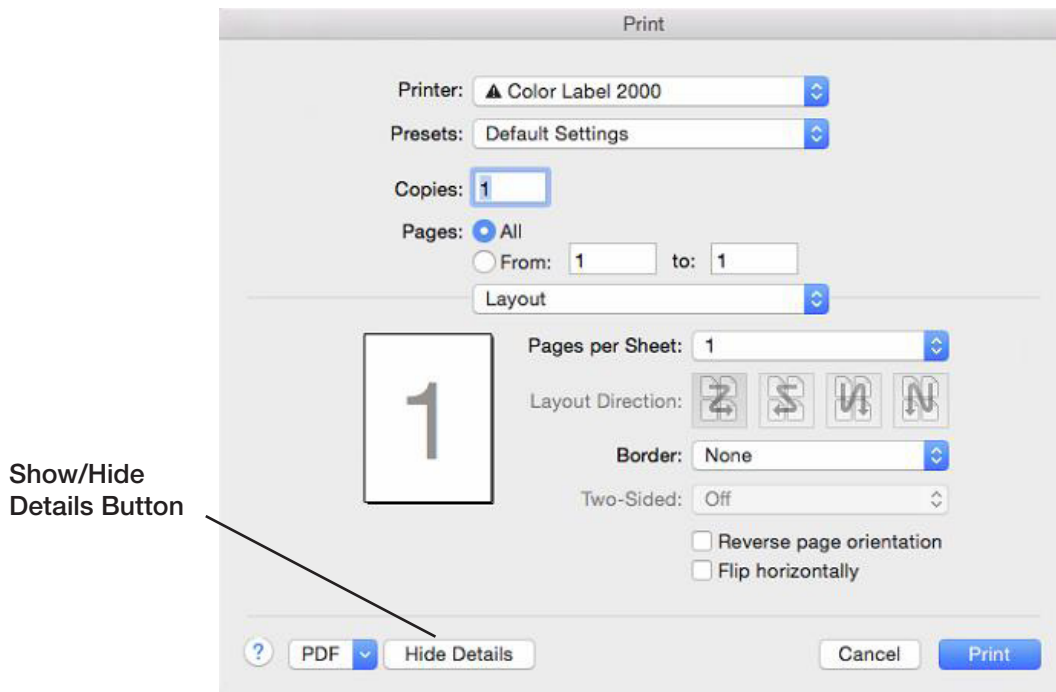 Print
Printer: Color Label 2000
Presets: Default Settings
Copies: 1
Pages: All
From: 1 to: 1
Layout
1
Pages per Sheet: 1
Layout Direction:
Border: None
Two-Sided: Off
Reverse page orientation
Flip horizontally
Show/Hide
Details Button
? PDF Hide Details Cancel Print